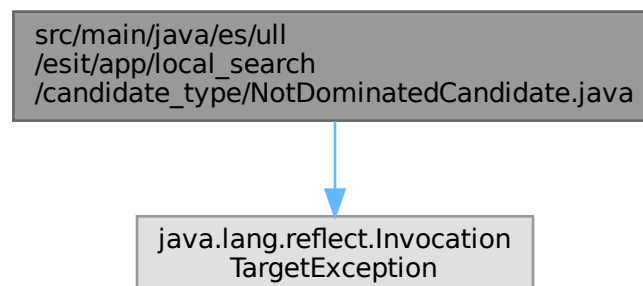 src/main/java/es/ull
/esit/app/local_search
/candidate_type/NotDominatedCandidate.java
java.lang.reflect.Invocation
TargetException